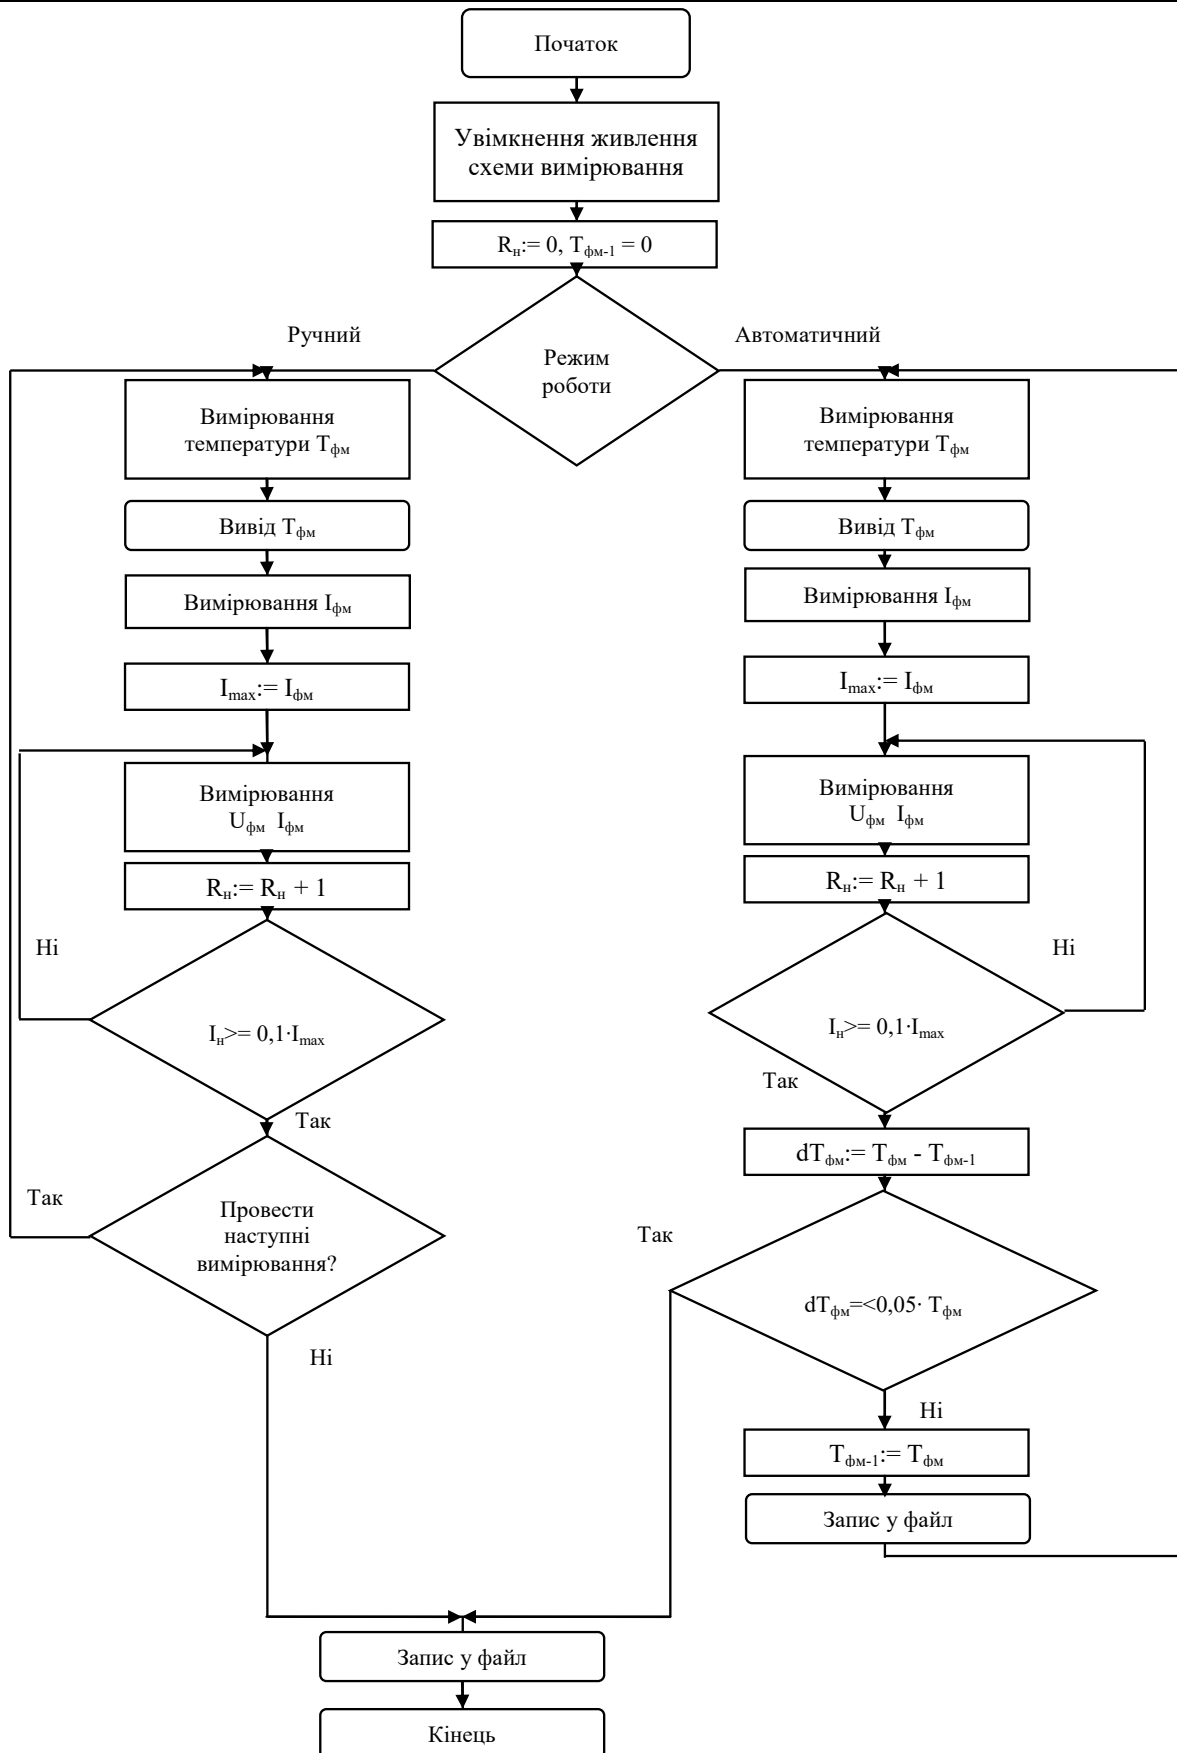 Початок
Увімкнення живлення
схеми вимірювання
Rн:= 0, Tфм-1 = 0
Ручний
Автоматичний
Режим
роботи
Вимірювання
температури Tфм
Вивід Tфм
Вимірювання Iфм
Imax:= Iфм
Вимірювання
Uфм Iфм
Rн:= Rн + 1
Ні
Iн>= 0,1·Imax
Так
Так
Провести
наступні
вимірювання?
Ні
Вимірювання
температури Tфм
Вивід Tфм
Вимірювання Iфм
Imax:= Iфм
Вимірювання
Uфм Iфм
Rн:= Rн + 1
Ні
Iн>= 0,1·Imax
Так
dTфм:= Tфм - Tфм-1
Так
dTфм=<0,05· Tфм
Ні
Tфм-1:= Tфм
Запис у файл
Запис у файл
Кінець